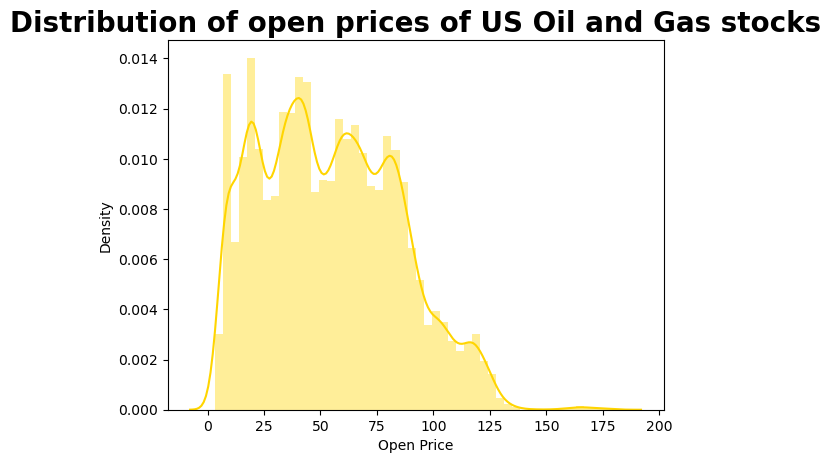 Distribution of open prices of US Oil and Gas stocks
0.014
0.012
0.010
0.008
0.006
0.004
0.002
0.000
Density
0 25 50 75 100 125 150 175 200
Open Price